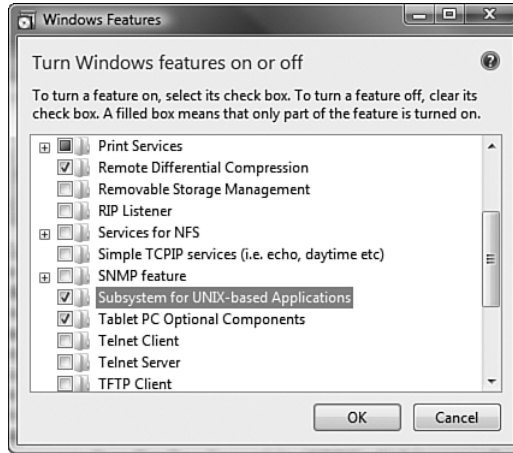 Windows Features
Turn Windows features on or off
To turn a feature on, select its check box. To turn a feature off, clear its
check box. A filled box means that only part of the feature is turned on.
Print Services
Remote Differential Compression
Removable Storage Management
RIP Listener
Services for NFS
Simple TCPIP services (i.e. echo, daytime etc)
SNMP feature
Subsystem for UNIX-based Applications
Tablet PC Optional Components
Telnet Client
Telnet Server
TFTP Client
OK Cancel